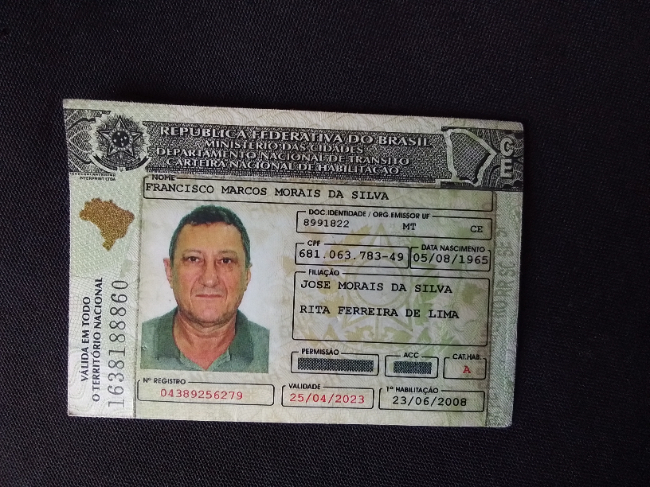 REPÚBLICA FEDERATIVA DO BRASIL
MINISTÉRIO DAS CIDADES
DEPARTAMENTO NACIONAL DE TRÂNSITO
CARTEIRA NACIONAL DE HABILITAÇÃO
CE
NOME
FRANCISCO MARCOS MORAIS DA SILVA
DOC. IDENTIDADE / ORG EMISSOR UF
8991822 MT CE
CPF
681.063.783-49
DATA NASCIMENTO
05/08/1965
FILIAÇÃO
JOSE MORAIS DA SILVA
RITA FERREIRA DE LIMA
PERMISSÃO
ACC
CAT. HAB.
A
Nº REGISTRO
04389256279
VALIDADE
25/04/2023
1ª HABILITAÇÃO
23/06/2008
VÁLIDA EM TODO
O TERRITÓRIO NACIONAL
1638188860